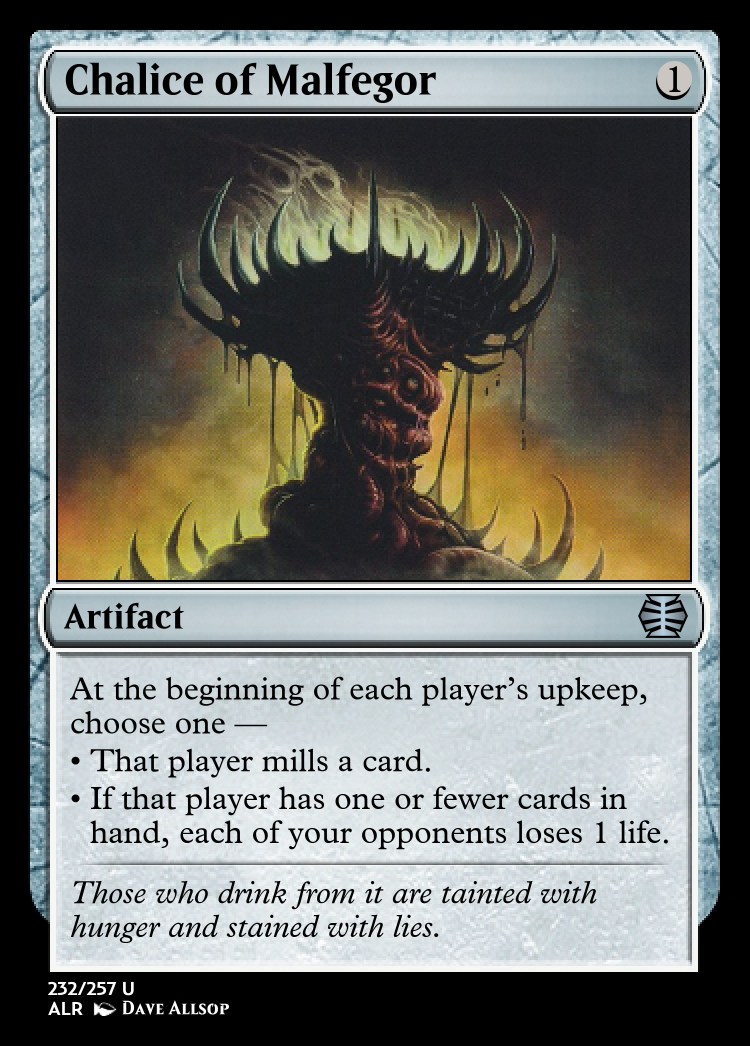 Chalice of Malfegor
1
Artifact
At the beginning of each player's upkeep,
choose one —
• That player mills a card.
• If that player has one or fewer cards in
hand, each of your opponents loses 1 life.
Those who drink from it are tainted with
hunger and stained with lies.
232/257 U
ALR Dave Allsop